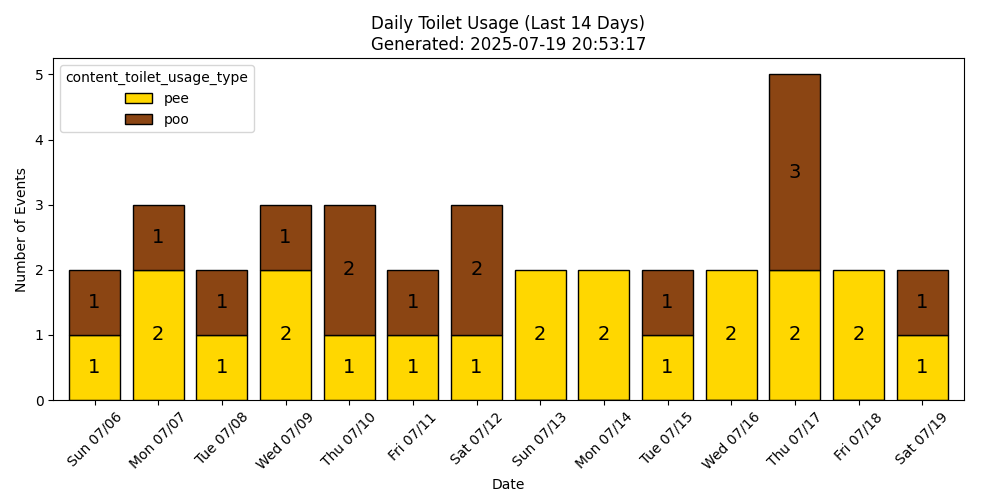 Daily Toilet Usage (Last 14 Days)
Generated: 2025-07-19 20:53:17
content_toilet_usage_type
pee
poo
Number of Events
5
4
3
2
1
0
1
1
1
2
1
1
1
2
2
1
1
1
2
1
2
2
1
1
2
3
2
2
1
1
Sun 07/06
Mon 07/07
Tue 07/08
Wed 07/09
Thu 07/10
Fri 07/11
Sat 07/12
Sun 07/13
Mon 07/14
Tue 07/15
Wed 07/16
Thu 07/17
Fri 07/18
Sat 07/19
Date